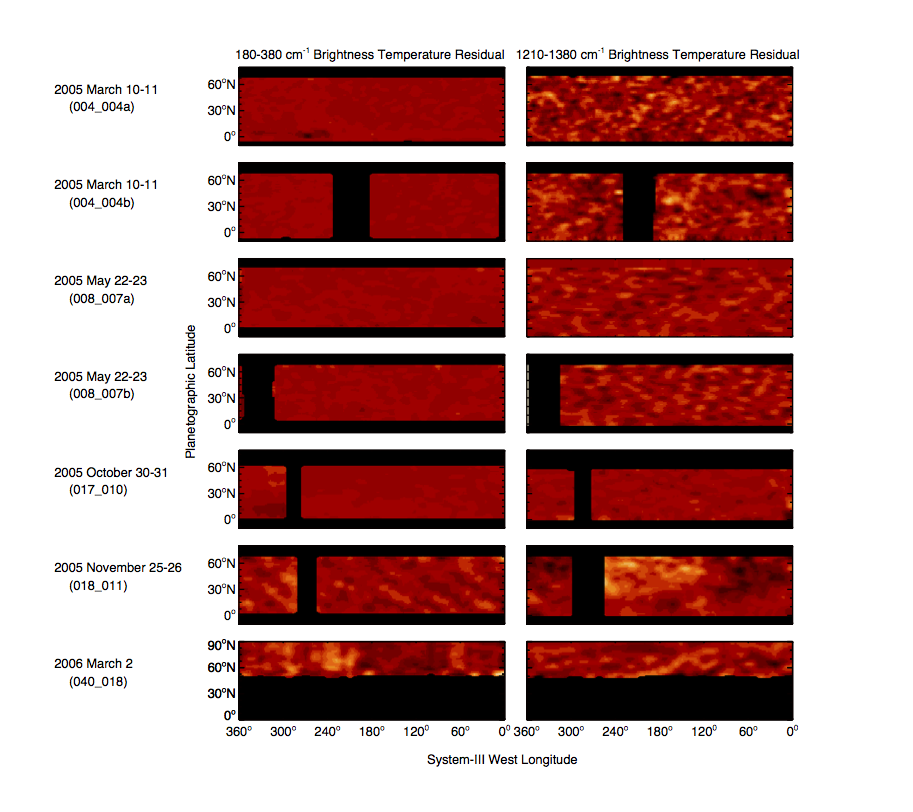 180-380 cm⁻¹ Brightness Temperature Residual 1210-1380 cm⁻¹ Brightness Temperature Residual
2005 March 10-11
(004_004a)
60°N
30°N
0°
2005 March 10-11
(004_004b)
60°N
30°N
0°
2005 May 22-23
(008_007a)
60°N
30°N
0°
2005 May 22-23
(008_007b)
60°N
30°N
0°
Planetographic Latitude
2005 October 30-31
(017_010)
60°N
30°N
0°
2005 November 25-26
(018_011)
60°N
30°N
0°
2006 March 2
(040_018)
90°N
60°N
30°N
0°
360° 300° 240° 180° 120° 60° 0° 360° 300° 240° 180° 120° 60° 0°
System-III West Longitude